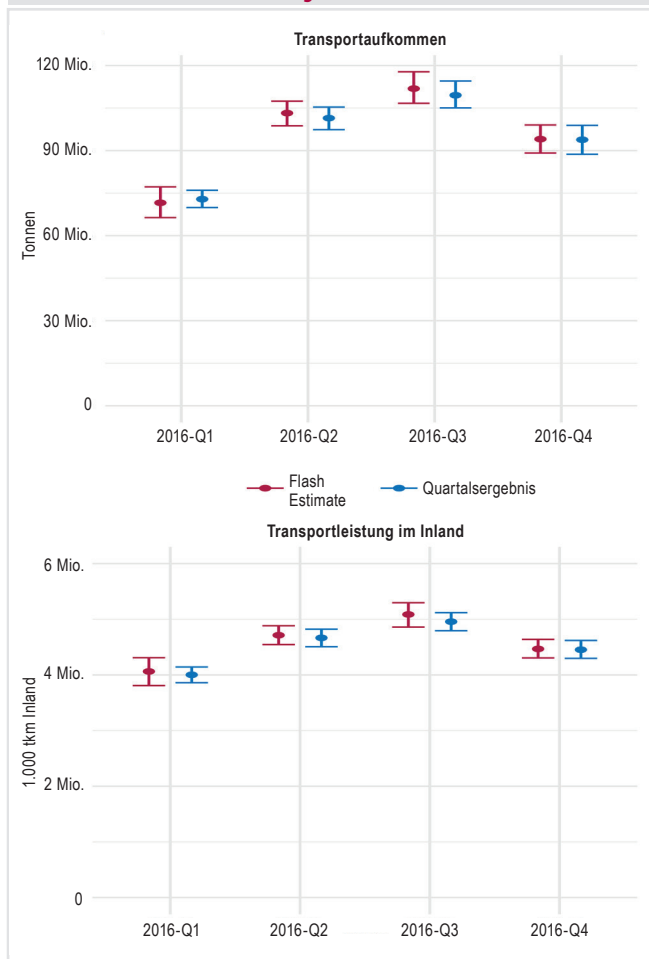 Transportaufkommen
120 Mio.
90 Mio.
60 Mio.
30 Mio.
0
Tonnen
2016-Q1 2016-Q2 2016-Q3 2016-Q4
Flash
Estimate
Quartalsergebnis
Transportleistung im Inland
6 Mio.
4 Mio.
2 Mio.
0
1.000 tkm Inland
2016-Q1 2016-Q2 2016-Q3 2016-Q4